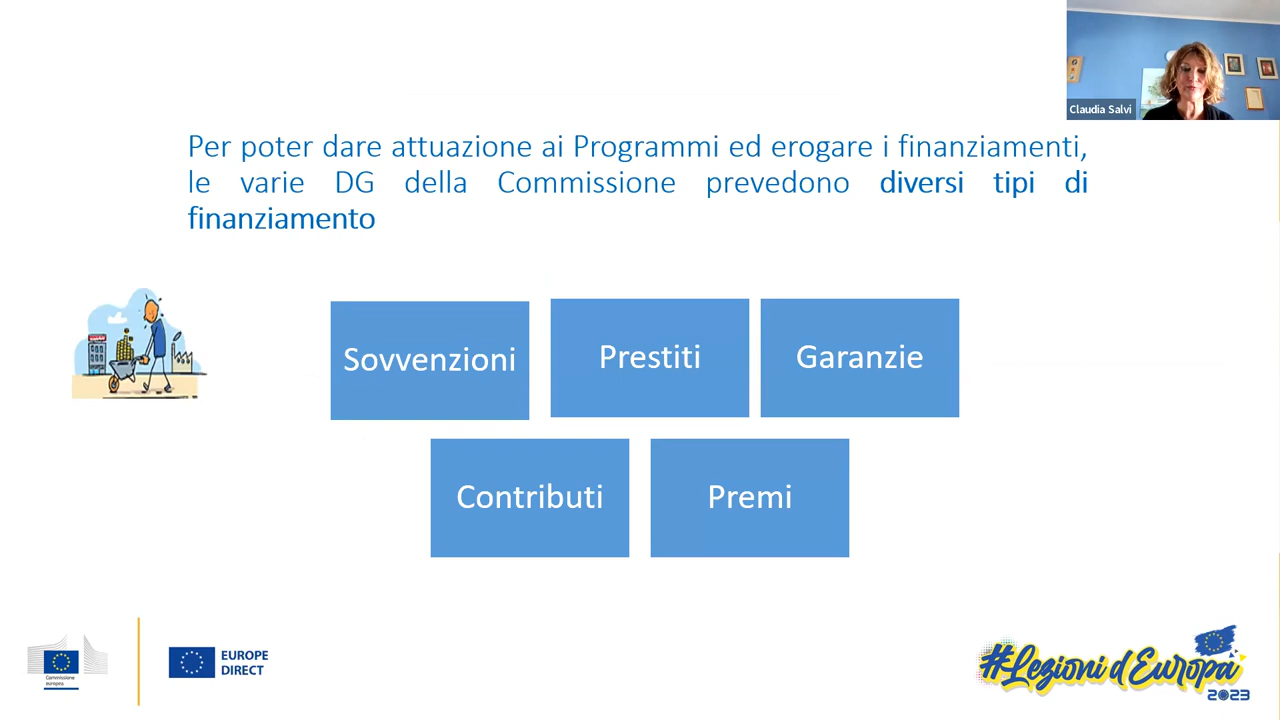 Claudia Salvi
Per poter dare attuazione ai Programmi ed erogare i finanziamenti,
le varie DG della Commissione prevedono diversi tipi di
finanziamento
Sovvenzioni
Prestiti
Garanzie
Contributi
Premi
Commissione
europea
EUROPE
DIRECT
#Lezioni d'Europa
2023